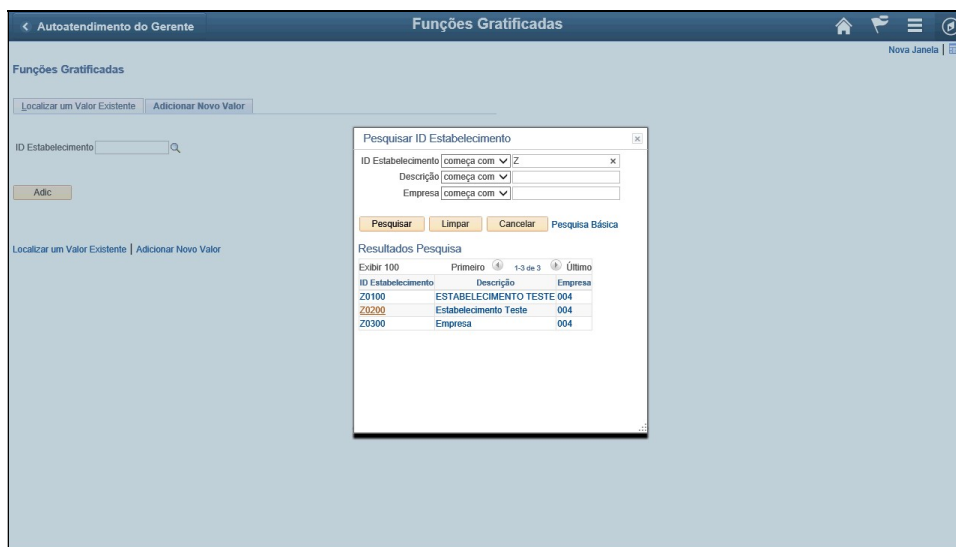 Autoatendimento do Gerente
Funções Gratificadas
Nova Janela |
Funções Gratificadas
Localizar um Valor Existente
Adicionar Novo Valor
ID Estabelecimento
Adic
Localizar um Valor Existente | Adicionar Novo Valor
Pesquisar ID Estabelecimento
ID Estabelecimento começa com Z
Descrição começa com
Empresa começa com
Pesquisar Limpar Cancelar Pesquisa Básica
Resultados Pesquisa
Exibir 100 Primeiro 1-3 de 3 Último
ID Estabelecimento Descrição Empresa
Z0100 ESTABELECIMENTO TESTE 004
Z0200 Estabelecimento Teste 004
Z0300 Empresa 004